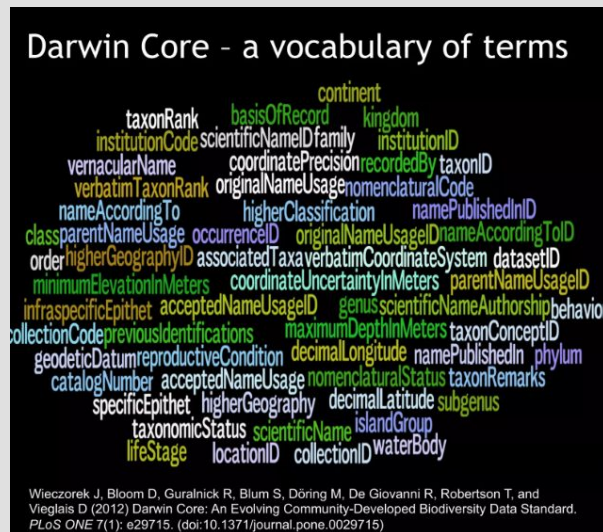 Darwin Core - a vocabulary of terms
continent
taxonRank basisOfRecord kingdom
institutionCode scientificNameID family institutionID
vernacularName coordinatePrecision recordedBy taxonID
verbatimTaxonRank originalNameUsage nomenclaturalCode
nameAccordingTo higherClassification namePublishedInID
class parentNameUsage occurrenceID originalNameUsageID nameAccordingToID
order higherGeographyID associatedTaxa verbatimCoordinateSystem datasetID
minimumElevationInMeters coordinateUncertaintyInMeters parentNameUsageID
infraspecificEpithet acceptedNameUsageID genus scientificNameAuthorship behavio
ollectionCode previousIdentifications maximumDepthInMeters taxonConceptID
geodeticDatum reproductiveCondition decimalLongitude namePublishedIn phylum
catalogNumber acceptedNameUsage nomenclaturalStatus taxonRemarks
specificEpithet higherGeography decimalLatitude subgenus
taxonomicStatus scientificName islandGroup
lifeStage locationID collectionID waterBody
Wieczorek J, Bloom D, Guralnick R, Blum S, Döring M, De Giovanni R, Robertson T, and
Vieglais D (2012) Darwin Core: An Evolving Community-Developed Biodiversity Data Standard.
PLoS ONE 7(1): e29715. (doi:10.1371/journal.pone.0029715)